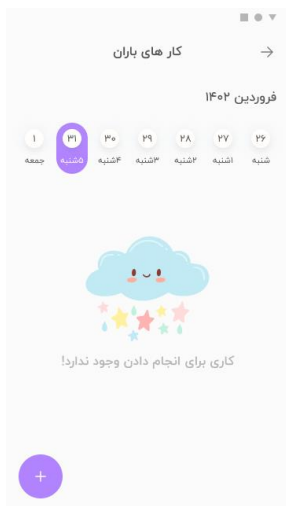 کار های باران
فروردین ۱۴۰۲
۲۶ ۲۷ ۲۸ ۲۹ ۳۰ ۳۱ ۱
شنبه ۱شنبه ۲شنبه ۳شنبه ۴شنبه ۵شنبه جمعه
کاری برای انجام دادن وجود ندارد!